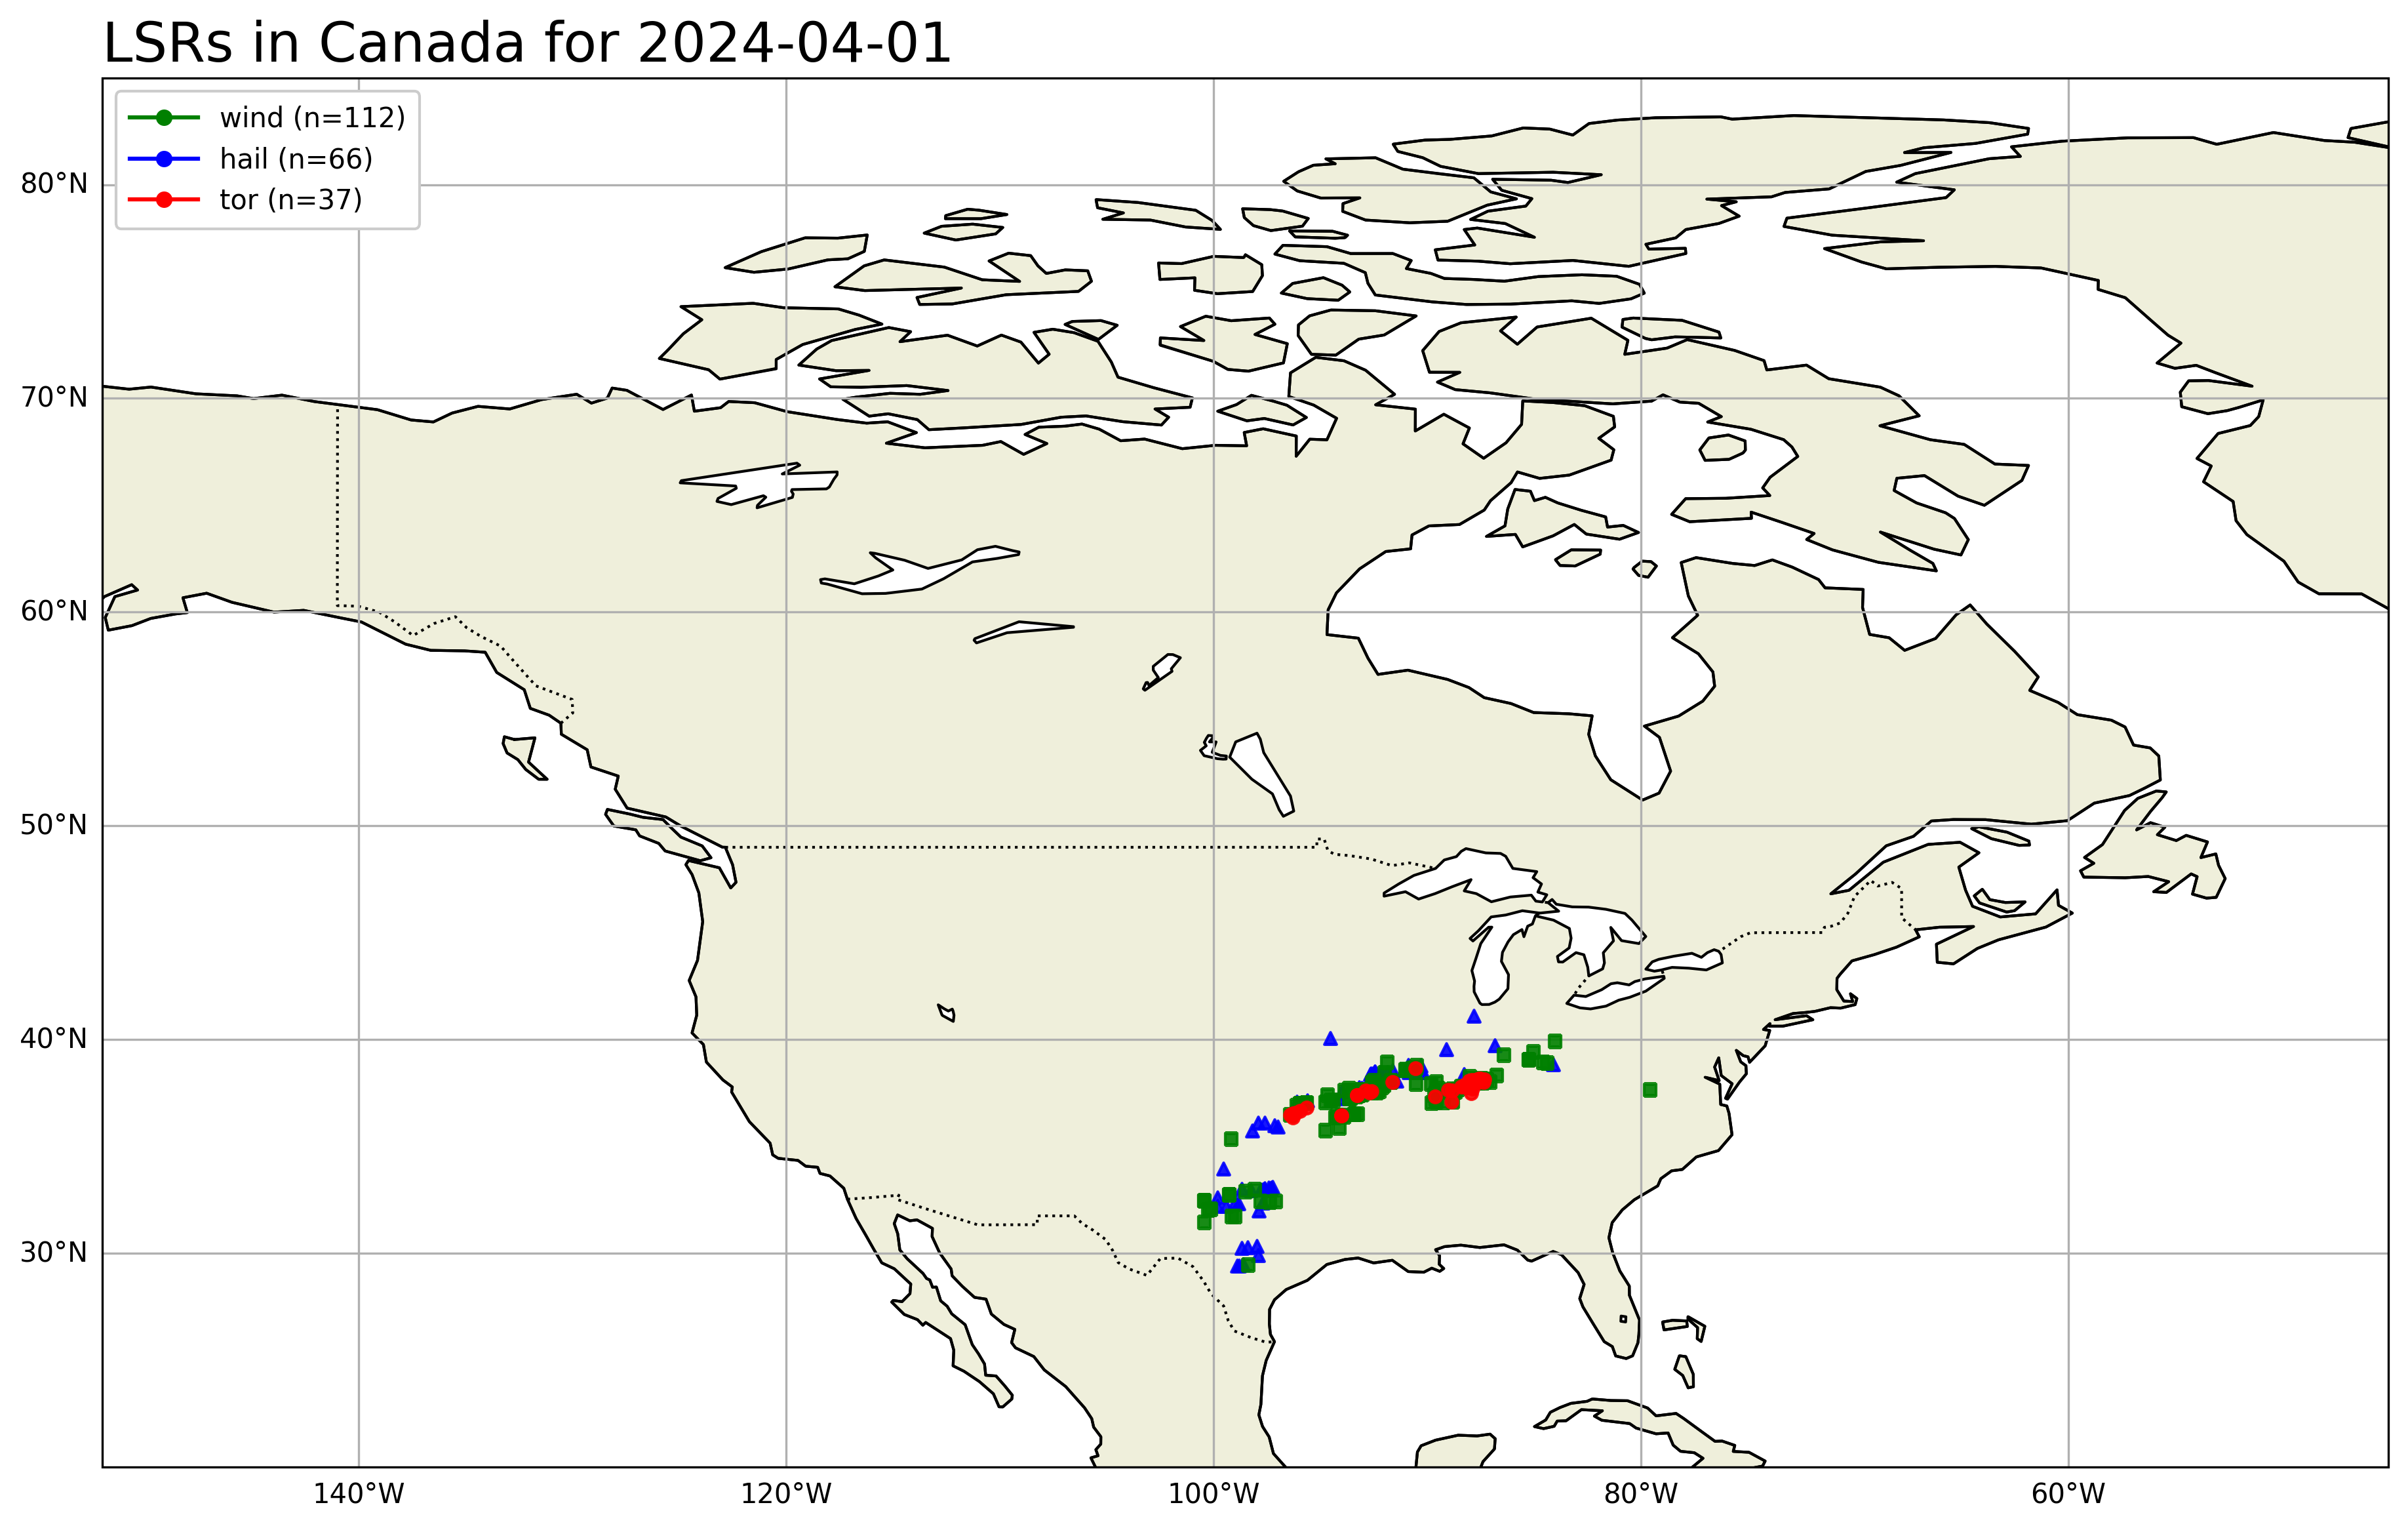 LSRs in Canada for 2024-04-01
wind (n=112)
hail (n=66)
tor (n=37)
80°N
70°N
60°N
50°N
40°N
30°N
140°W
120°W
100°W
80°W
60°W